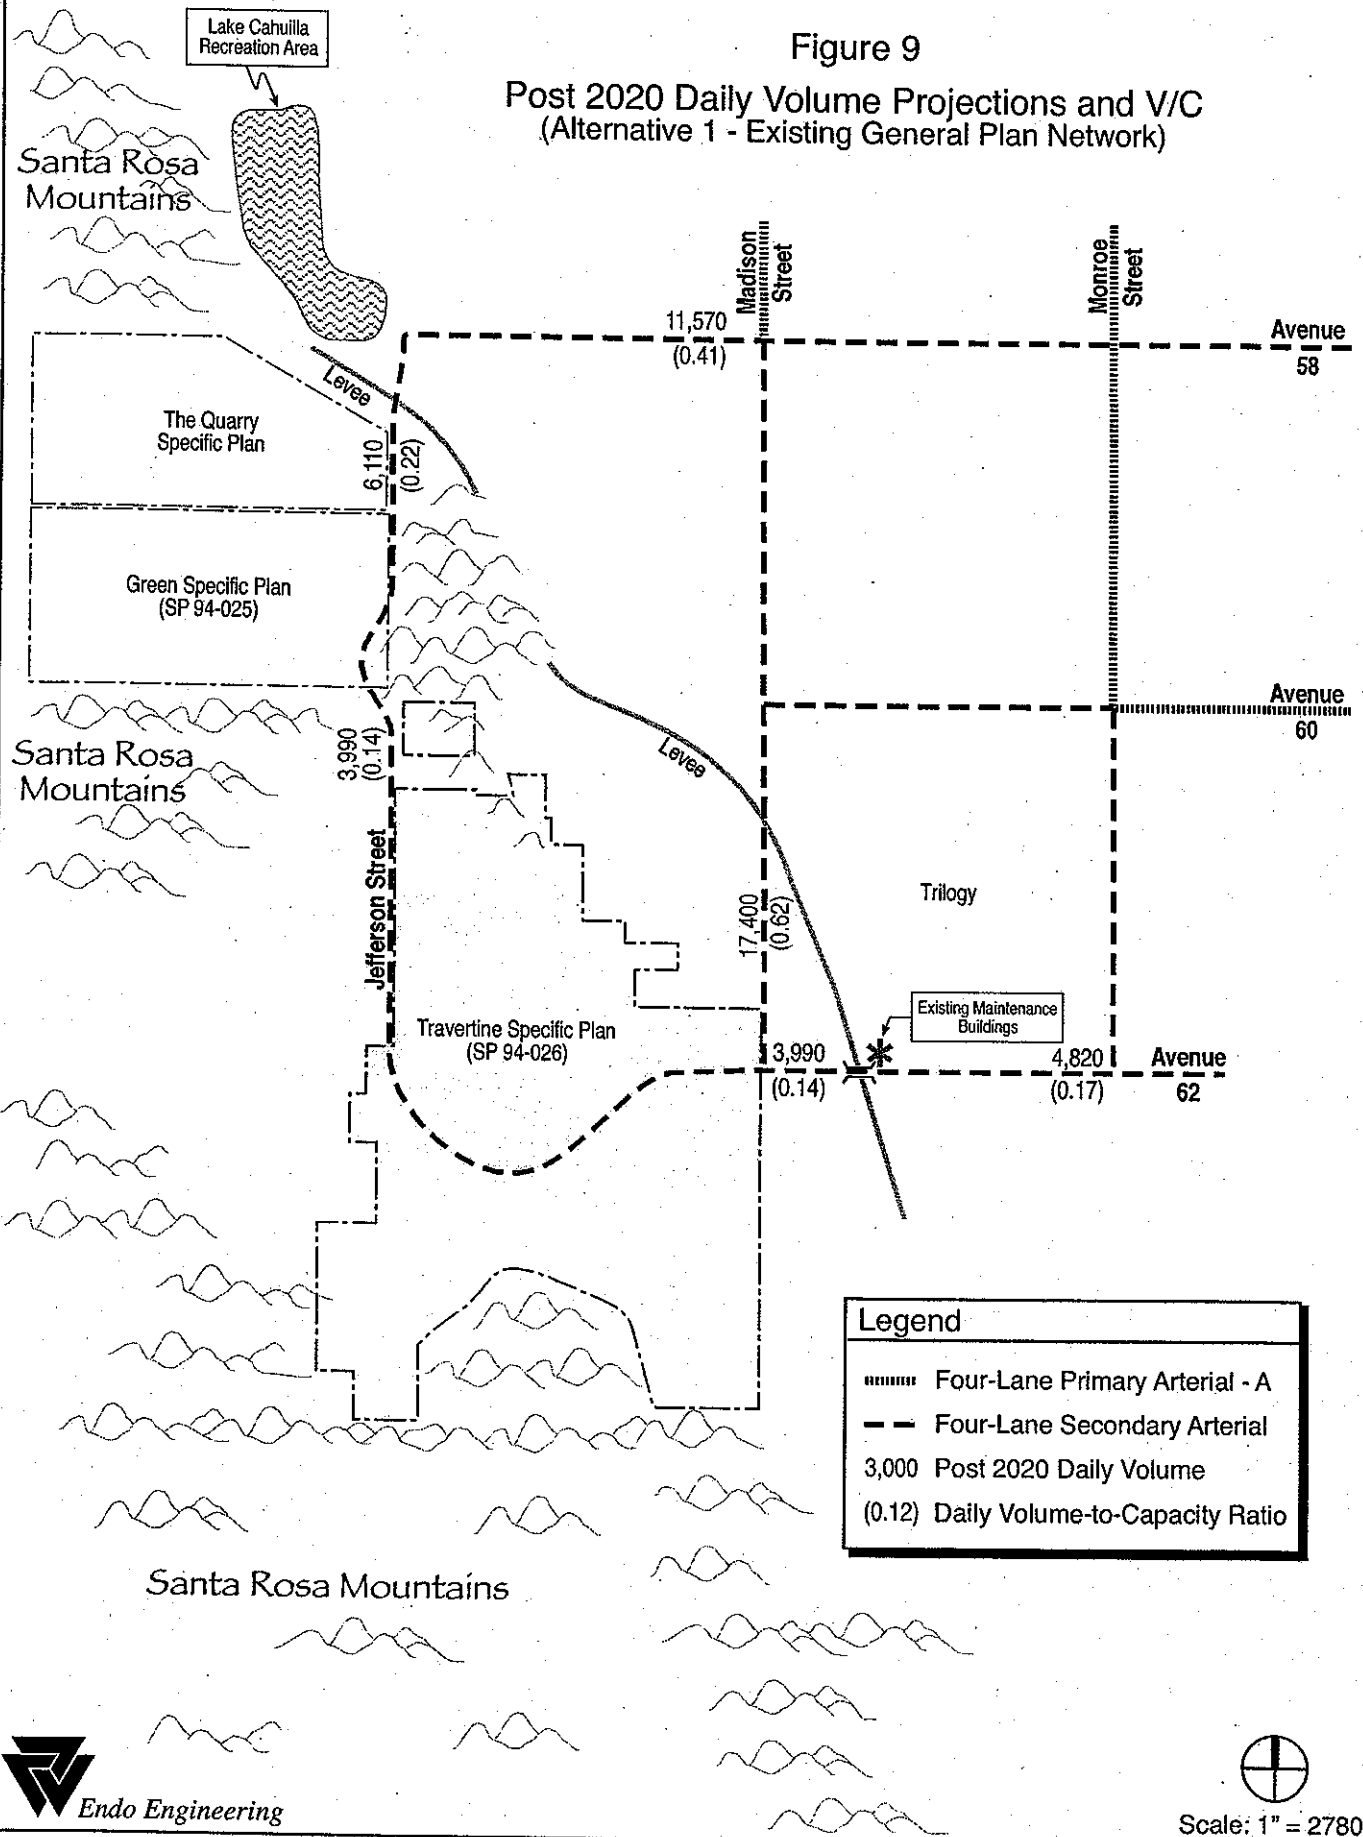 Lake Cahuilla
Recreation Area
Figure 9
Post 2020 Daily Volume Projections and V/C
(Alternative 1 - Existing General Plan Network)
Santa Rosa
Mountains
Madison
Street
Monroe
Street
11,570
(0.41)
Avenue
58
Levee
The Quarry
Specific Plan
6,110
(0.22)
Green Specific Plan
(SP 94-025)
Avenue
60
Santa Rosa
Mountains
3,990
(0.14)
Levee
Jefferson Street
17,400
(0.62)
Trilogy
Existing Maintenance
Buildings
Travertine Specific Plan
(SP 94-026)
3,990
(0.14)
4,820
(0.17)
Avenue
62
Legend
Four-Lane Primary Arterial - A
Four-Lane Secondary Arterial
3,000 Post 2020 Daily Volume
(0.12) Daily Volume-to-Capacity Ratio
Santa Rosa Mountains
Endo Engineering
Scale: 1" = 2780